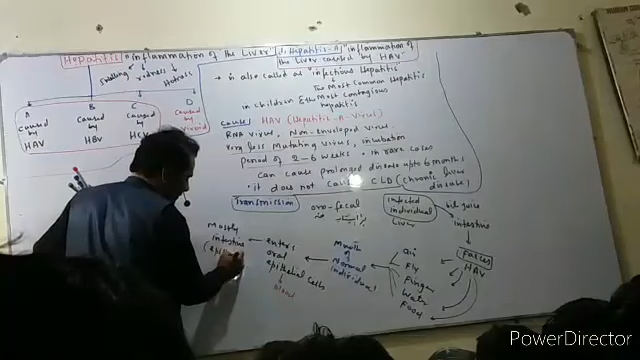 Hepatitis inflammation of the Liver
swelling redness Hotness
A B C D
Caused by HAV
Caused by HBV
Caused by HCV
Caused by Viroid
1, Hepatitis-A "inflammation of
the Liver caused by HAV
→ is also called as "infectious Hepatitis
The Most Common Hepatitis
in children & the Most Contagious
Hepatitis
Cause HAV (Hepatitis-A-Virus)
RNA virus, Non-enveloped virus.
Very less Mutating Virus, incubation
period of 2-6 weeks • in rare cases
can cause prolonged disease upto 6 months
• it does not cause CLD (chronic liver
disease)
Transmission oro-fecal
infected individual
Liver
bile juice
intestine
Faeces
HAV
Air
Fly
Finger
Water
Food
Mouth of Normal individual
enters oral epithelial cells
blood
Mostly
intestine
PowerDirector